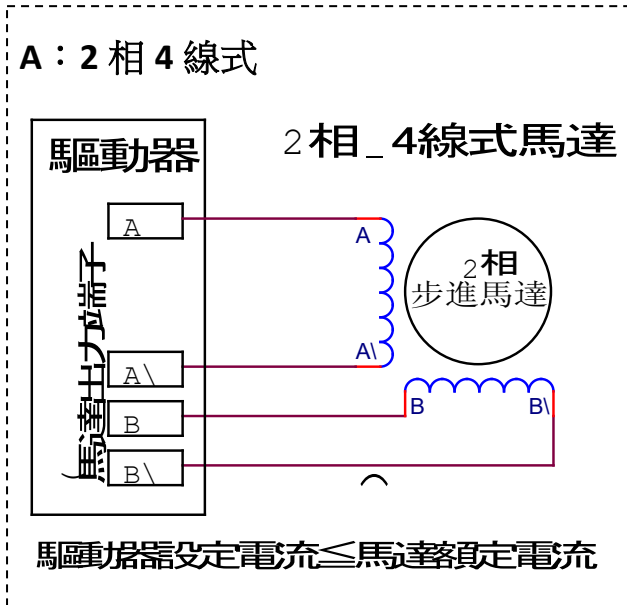 A：2 相 4 線式
驅動器
2相_4線式馬達
馬達出力端子
A
A\
B
B\
A
A\
B
B\
2相
步進馬達
驅動器設定電流≦馬達額定電流